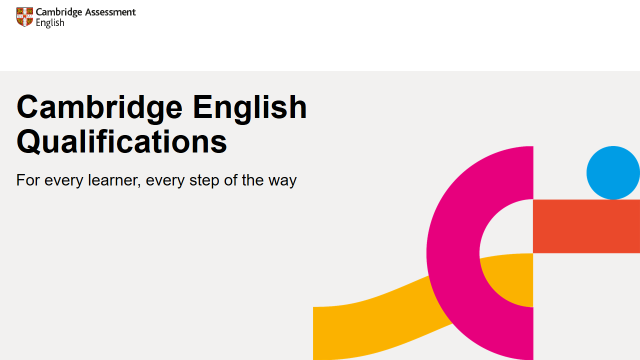 Cambridge Assessment
English
Cambridge English
Qualifications
For every learner, every step of the way